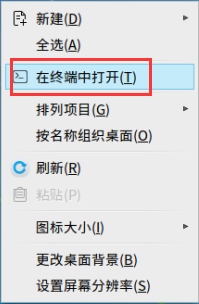 新建(D)
全选(A)
在终端中打开(T)
排列项目(G)
按名称组织桌面(O)
刷新(R)
粘贴(P)
图标大小(I)
更改桌面背景(B)
设置屏幕分辨率(S)